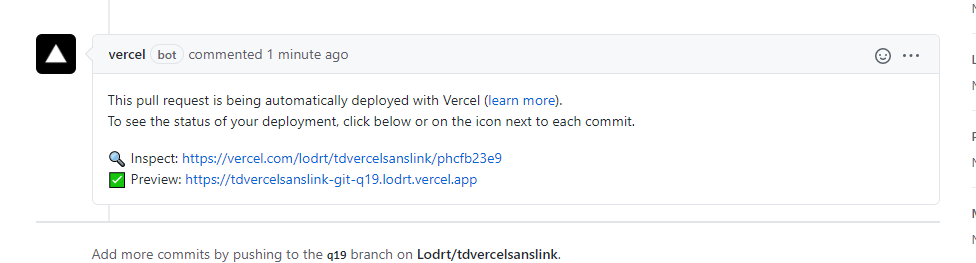 vercel bot commented 1 minute ago
This pull request is being automatically deployed with Vercel (learn more).
To see the status of your deployment, click below or on the icon next to each commit.
Inspect: https://vercel.com/lodrt/tdvercelsanslink/phcfb23e9
Preview: https://tdvercelsanslink-git-q19.lodrt.vercel.app
Add more commits by pushing to the q19 branch on Lodrt/tdvercelsanslink.